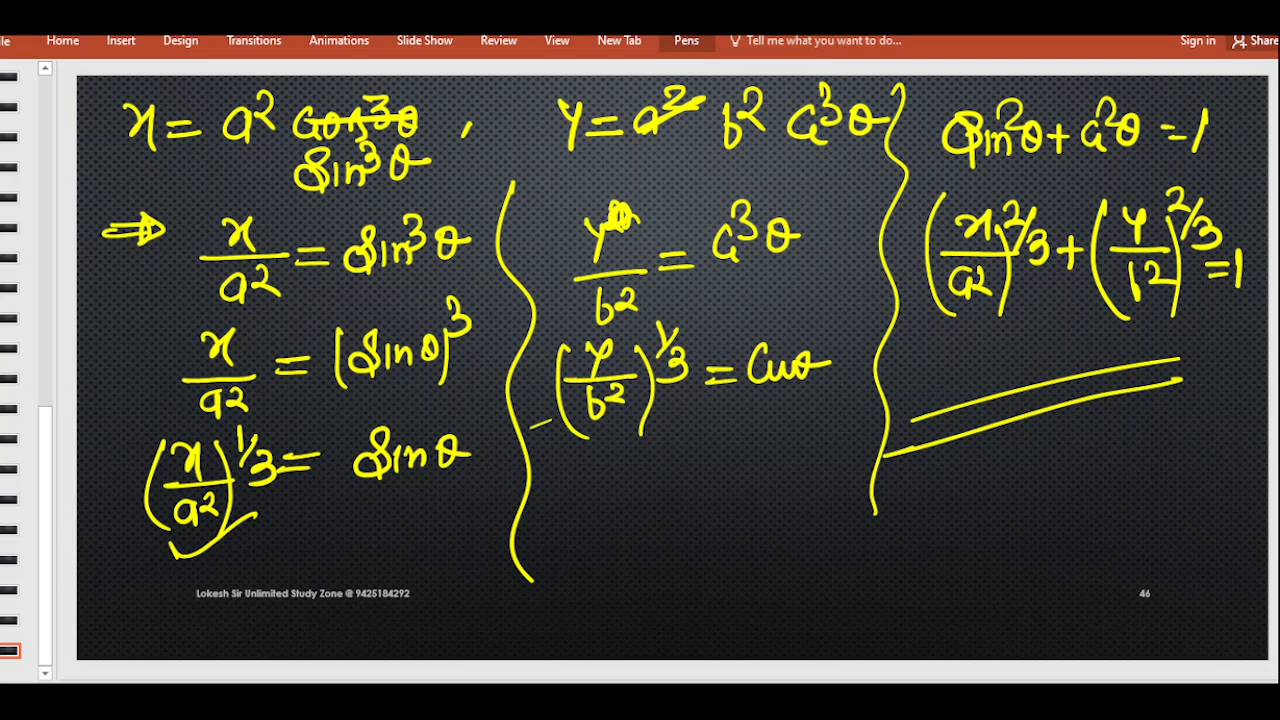 Home Insert Design Transitions Animations Slide Show Review View New Tab Pens Tell me what you want to do... Sign in Share
x = a² sin³θ , y = b² cos³θ
⇒ x/a² = sin³θ
x/a² = (sinθ)³
(x/a²)^1/3 = sinθ
y/b² = cos³θ
(y/b²)^1/3 = cosθ
sin²θ + cos²θ = 1
(x/a²)^2/3 + (y/b²)^2/3 = 1
Lokesh Sir Unlimited Study Zone @ 9425184292
46